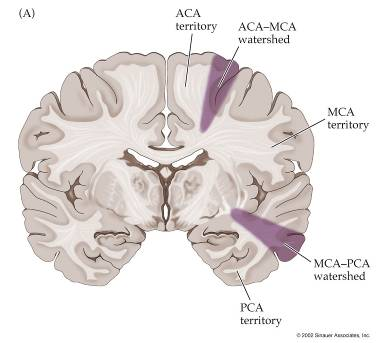 (A)
ACA
territory
ACA–MCA
watershed
MCA
territory
MCA–PCA
watershed
PCA
territory
© 2002 Sinauer Associates, Inc.